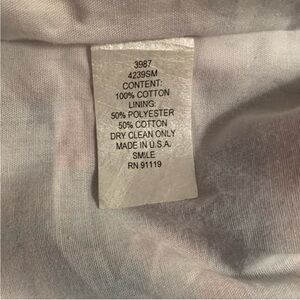 3987
4239SM
CONTENT:
100% COTTON
LINING:
50% POLYESTER
50% COTTON
DRY CLEAN ONLY
MADE IN U.S.A.
SMILE
RN 91119